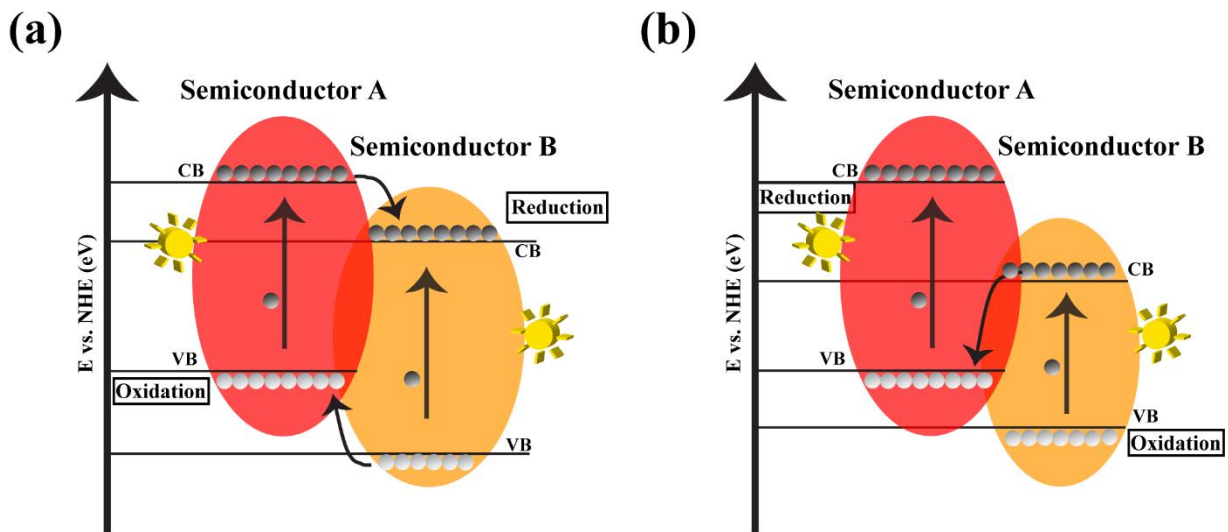 (a)
Semiconductor A
Semiconductor B
CB
Reduction
CB
E vs. NHE (eV)
VB
Oxidation
VB
(b)
Semiconductor A
Semiconductor B
CB
Reduction
CB
E vs. NHE (eV)
VB
VB
Oxidation